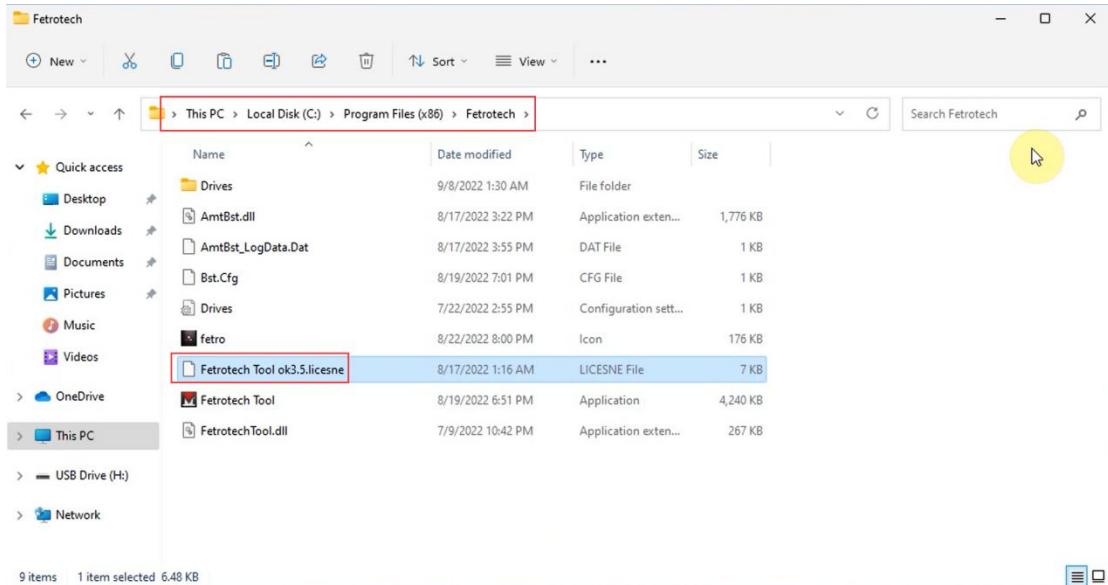 Fetrotech
New
Sort
View
This PC > Local Disk (C:) > Program Files (x86) > Fetrotech >
Search Fetrotech
Quick access
Desktop
Downloads
Documents
Pictures
Music
Videos
OneDrive
This PC
USB Drive (H:)
Network
Name Date modified Type Size
Drives 9/8/2022 1:30 AM File folder
AmtBst.dll 8/17/2022 3:22 PM Application exten... 1,776 KB
AmtBst_LogData.Dat 8/17/2022 3:55 PM DAT File 1 KB
Bst.Cfg 8/19/2022 7:01 PM CFG File 1 KB
Drives 7/22/2022 2:55 PM Configuration sett... 1 KB
fetro 8/22/2022 8:00 PM Icon 176 KB
Fetrotech Tool ok3.5.licesne 8/17/2022 1:16 AM LICESNE File 7 KB
Fetrotech Tool 8/19/2022 6:51 PM Application 4,240 KB
FetrotechTool.dll 7/9/2022 10:42 PM Application exten... 267 KB
9 items 1 item selected 6.48 KB